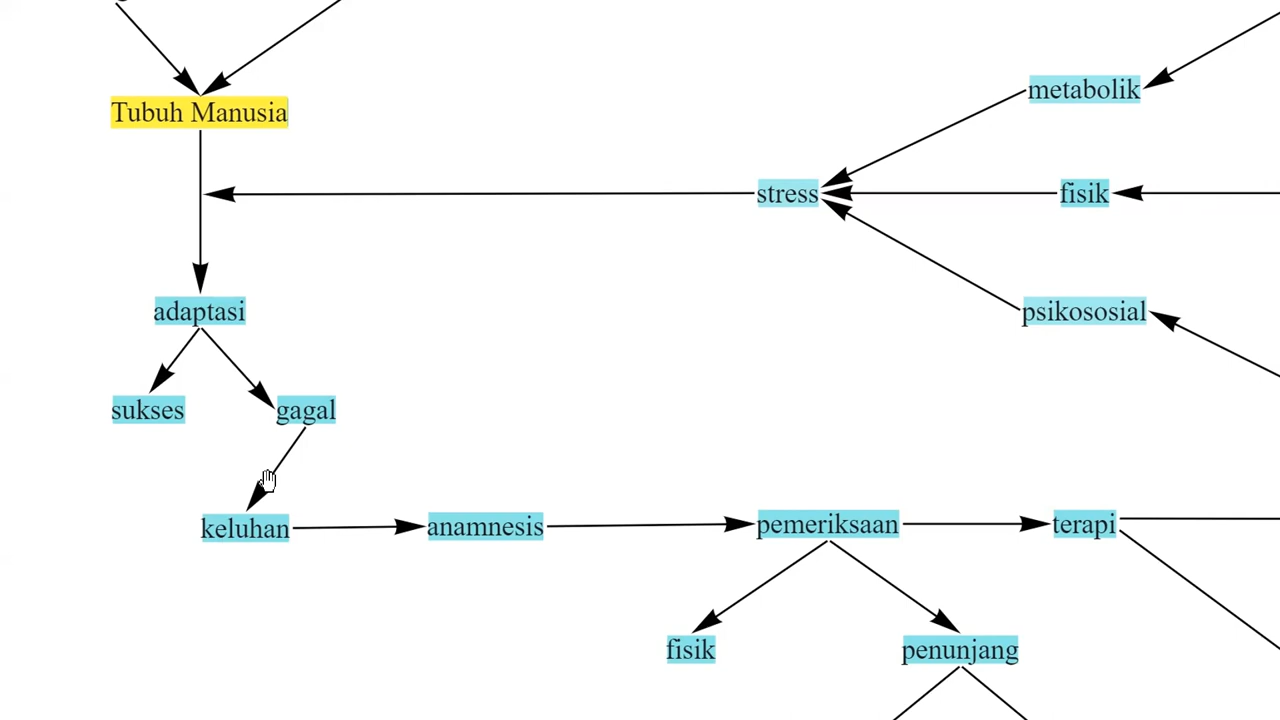 Tubuh Manusia
metabolik
stress
fisik
adaptasi
psikososial
sukses
gagal
keluhan
anamnesis
pemeriksaan
terapi
fisik
penunjang